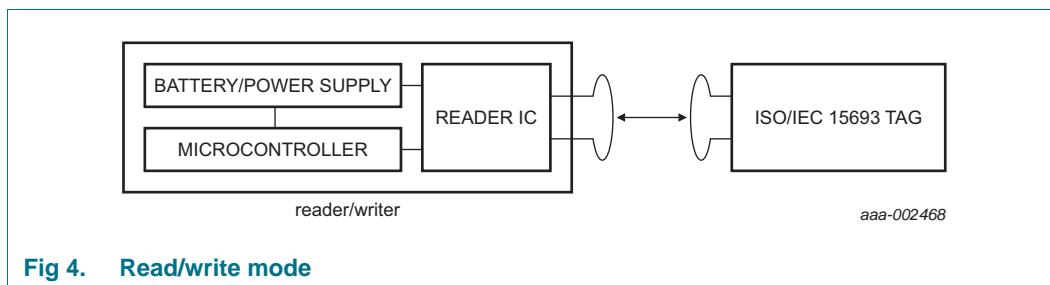 BATTERY/POWER SUPPLY
READER IC
ISO/IEC 15693 TAG
MICROCONTROLLER
reader/writer
aaa-002468
Fig 4. Read/write mode